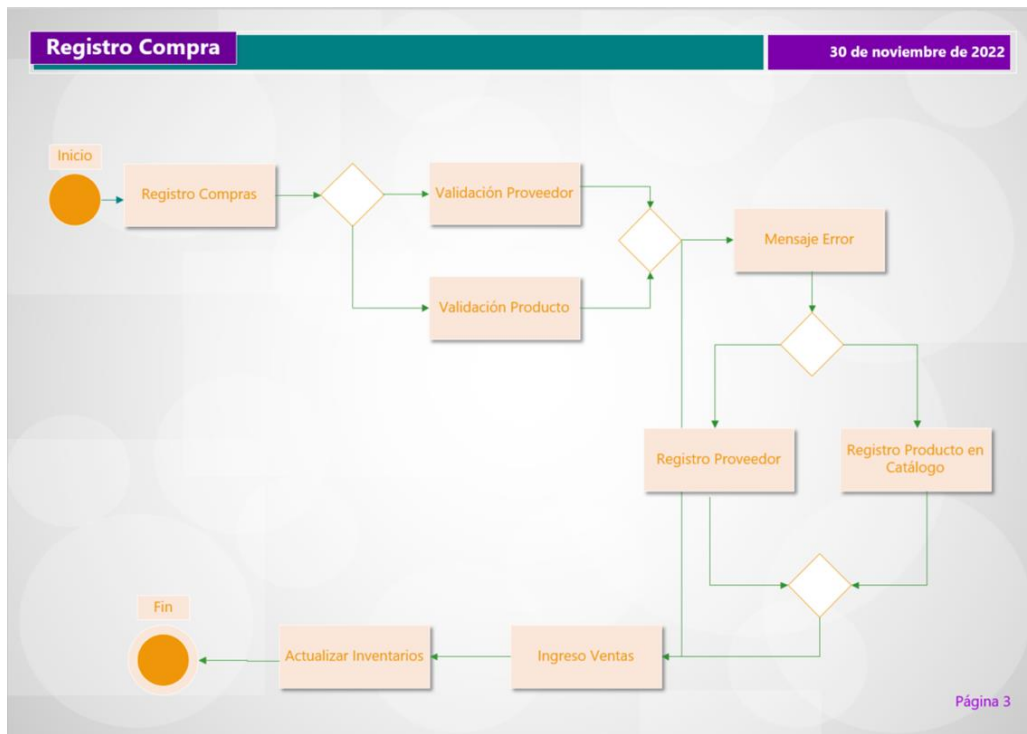 Registro Compra
30 de noviembre de 2022
Inicio
Registro Compras
Validación Proveedor
Mensaje Error
Validación Producto
Registro Proveedor
Registro Producto en
Catálogo
Fin
Actualizar Inventarios
Ingreso Ventas
Página 3